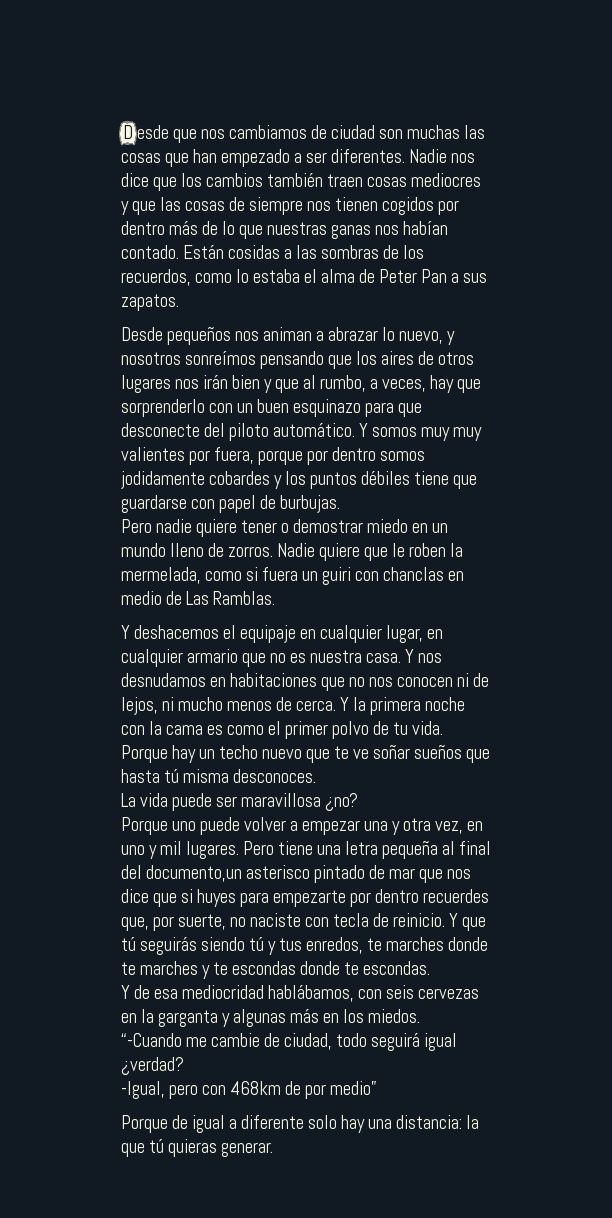 Desde que nos cambiamos de ciudad son muchas las
cosas que han empezado a ser diferentes. Nadie nos
dice que los cambios también traen cosas mediocres
y que las cosas de siempre nos tienen cogidos por
dentro más de lo que nuestras ganas nos habían
contado. Están cosidas a las sombras de los
recuerdos, como lo estaba el alma de Peter Pan a sus
zapatos.
Desde pequeños nos animan a abrazar lo nuevo, y
nosotros sonreímos pensando que los aires de otros
lugares nos irán bien y que al rumbo, a veces, hay que
sorprenderlo con un buen esquinazo para que
desconecte del piloto automático. Y somos muy muy
valientes por fuera, porque por dentro somos
jodidamente cobardes y los puntos débiles tiene que
guardarse con papel de burbujas.
Pero nadie quiere tener o demostrar miedo en un
mundo lleno de zorros. Nadie quiere que le roben la
mermelada, como si fuera un guiri con chanclas en
medio de Las Ramblas.
Y deshacemos el equipaje en cualquier lugar, en
cualquier armario que no es nuestra casa. Y nos
desnudamos en habitaciones que no nos conocen ni de
lejos, ni mucho menos de cerca. Y la primera noche
con la cama es como el primer polvo de tu vida.
Porque hay un techo nuevo que te ve soñar sueños que
hasta tú misma desconoces.
La vida puede ser maravillosa ¿no?
Porque uno puede volver a empezar una y otra vez, en
uno y mil lugares. Pero tiene una letra pequeña al final
del documento,un asterisco pintado de mar que nos
dice que si huyes para empezarte por dentro recuerdes
que, por suerte, no naciste con tecla de reinicio. Y que
tú seguirás siendo tú y tus enredos, te marches donde
te marches y te escondas donde te escondas.
Y de esa mediocridad hablábamos, con seis cervezas
en la garganta y algunas más en los miedos.
“-Cuando me cambie de ciudad, todo seguirá igual
¿verdad?
-Igual, pero con 468km de por medio”
Porque de igual a diferente solo hay una distancia: la
que tú quieras generar.